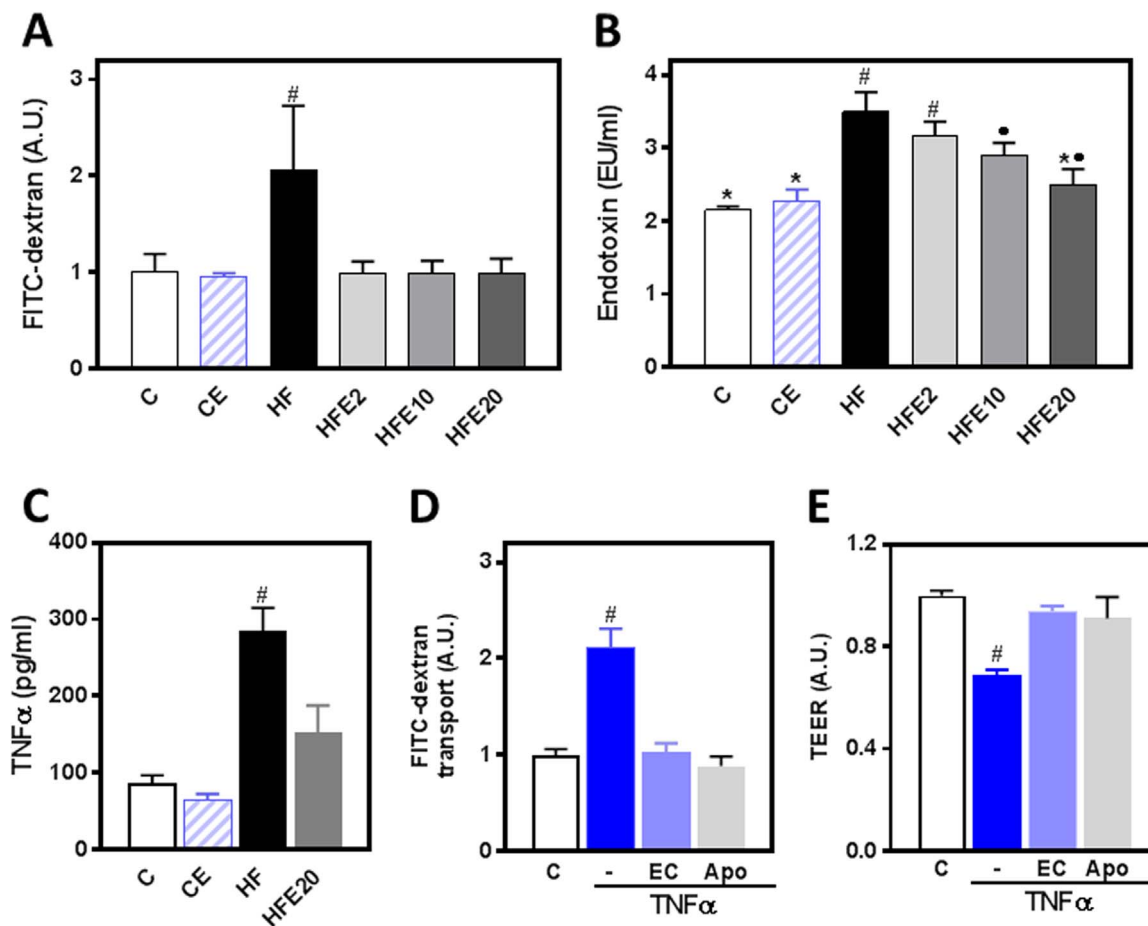 A
FITC-dextran (A.U.)
3
2
1
0
#
C
CE
HF
HFE2
HFE10
HFE20
B
Endotoxin (EU/ml)
4
3
2
1
0
*
*
#
#
•
*•
C
CE
HF
HFE2
HFE10
HFE20
C
TNFα (pg/ml)
400
300
200
100
0
#
C
CE
HF
HFE20
D
FITC-dextran
transport (A.U.)
3
2
1
0
#
C - EC Apo
TNFα
E
TEER (A.U.)
1.2
0.8
0.4
0.0
#
C - EC Apo
TNFα